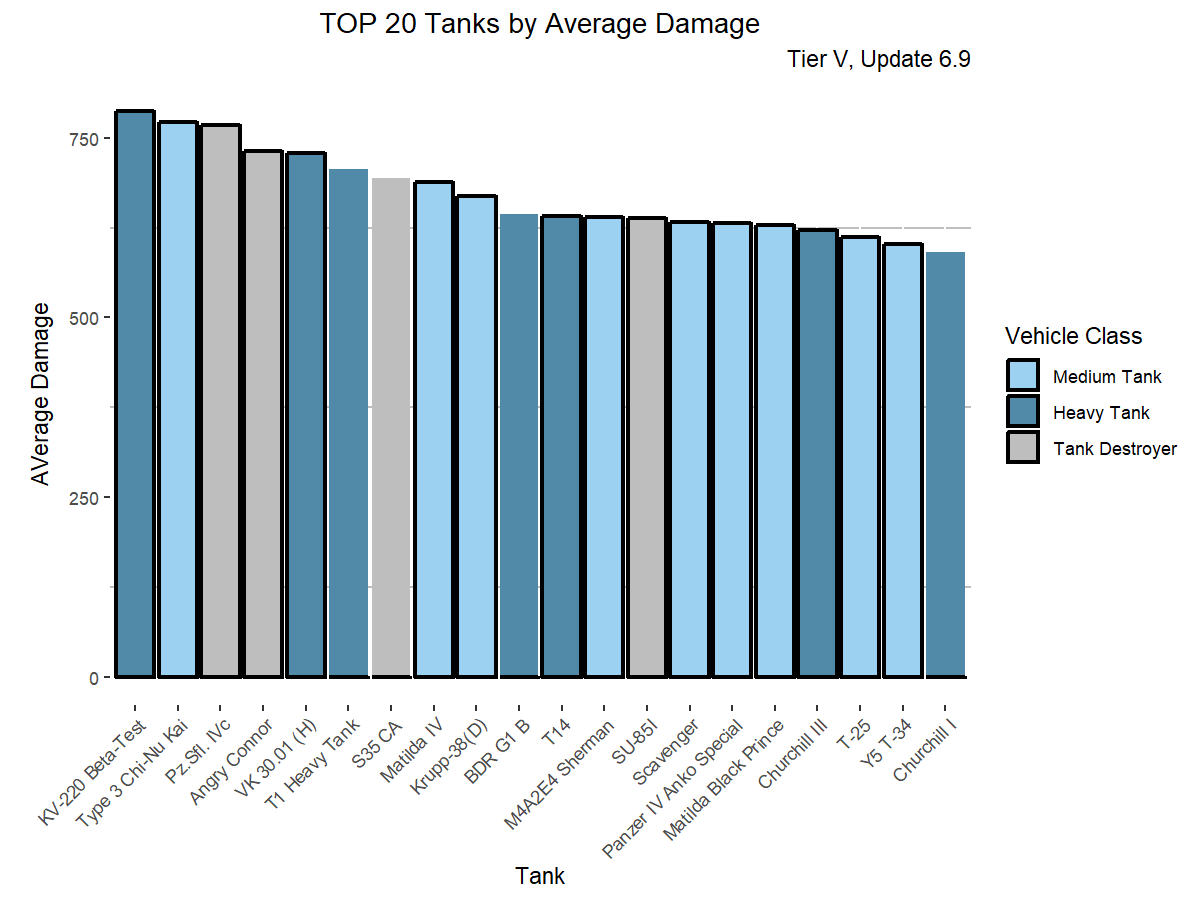 TOP 20 Tanks by Average Damage
Tier V, Update 6.9
AVerage Damage
750
500
250
0
KV-220 Beta-Test
Type 3 Chi-Nu Kai
Pz.Sfl. IVc
Angry Connor
VK 30.01 (H)
T1 Heavy Tank
S35 CA
Matilda IV
Krupp-38(D)
BDR G1 B
T14
M4A2E4 Sherman
SU-85I
Scavenger
Panzer IV Anko Special
Matilda Black Prince
Churchill III
T-25
Y5 T-34
Churchill I
Tank
Vehicle Class
Medium Tank
Heavy Tank
Tank Destroyer